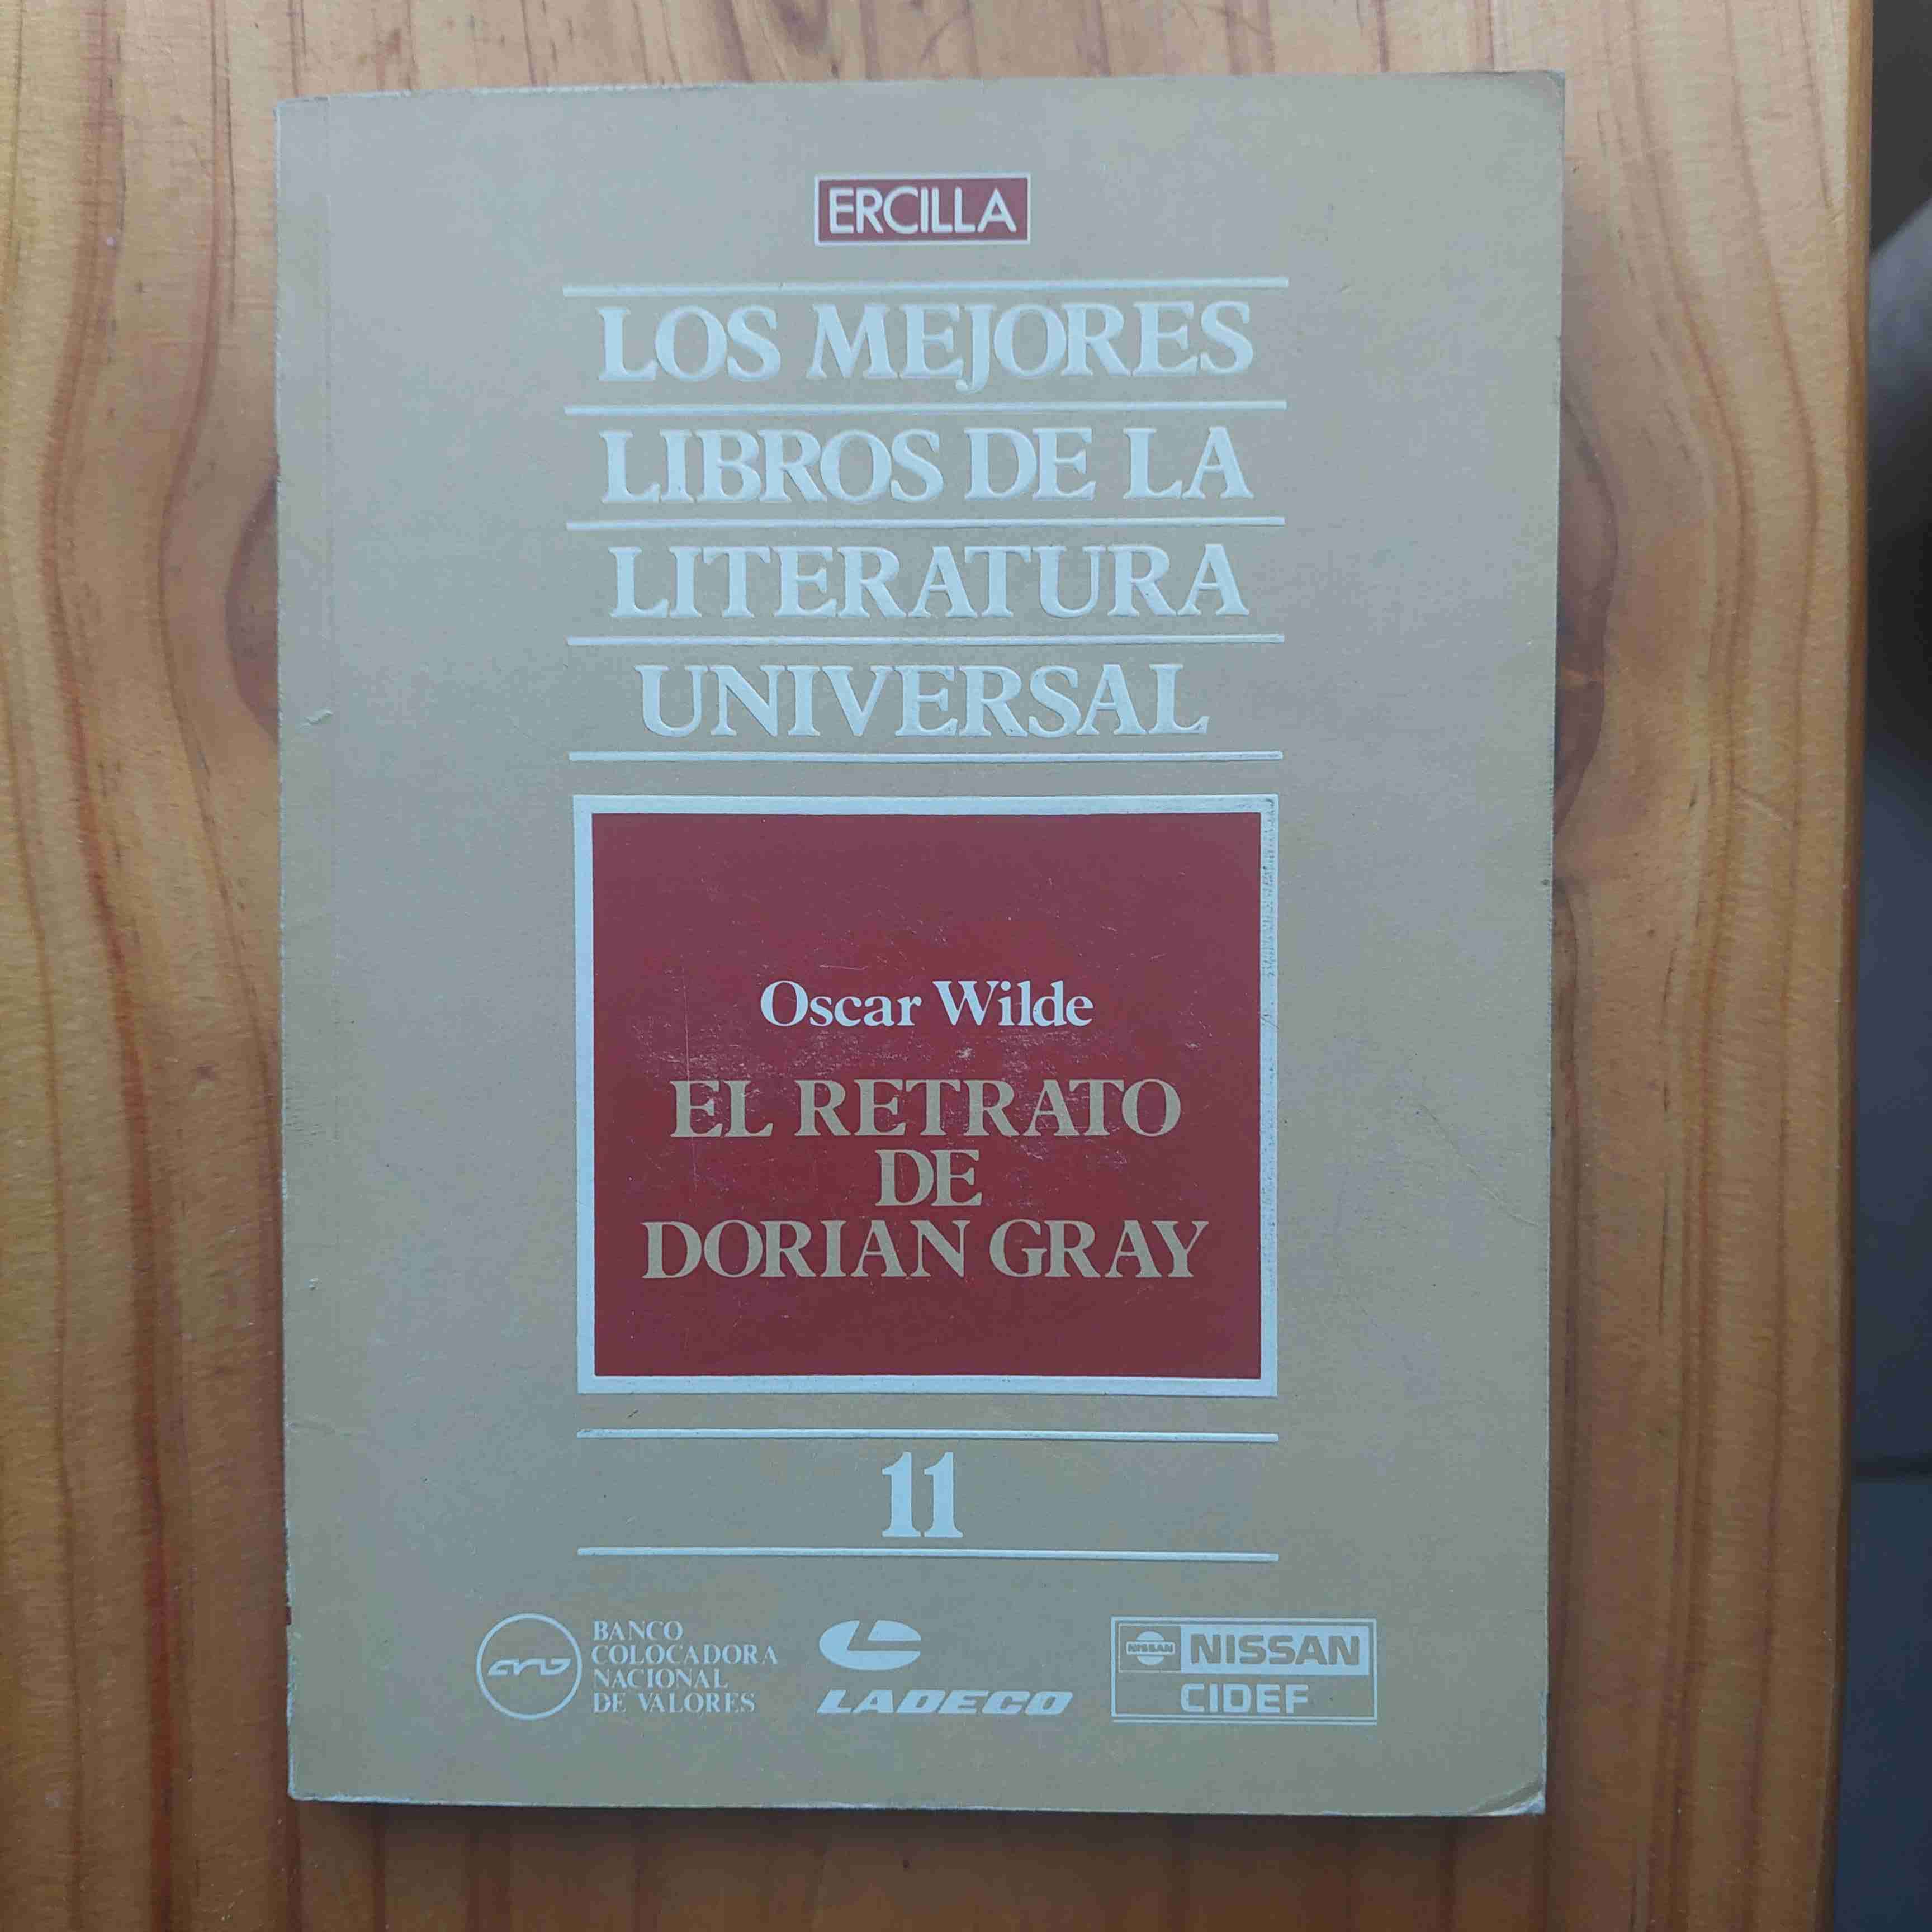 ERCILLA
LOS MEJORES
LIBROS DE LA
LITERATURA
UNIVERSAL
Oscar Wilde
EL RETRATO
DE
DORIAN GRAY
11
BANCO
COLOCADORA
NACIONAL
DE VALORES
LADECO
NISSAN
NISSAN
CIDEF